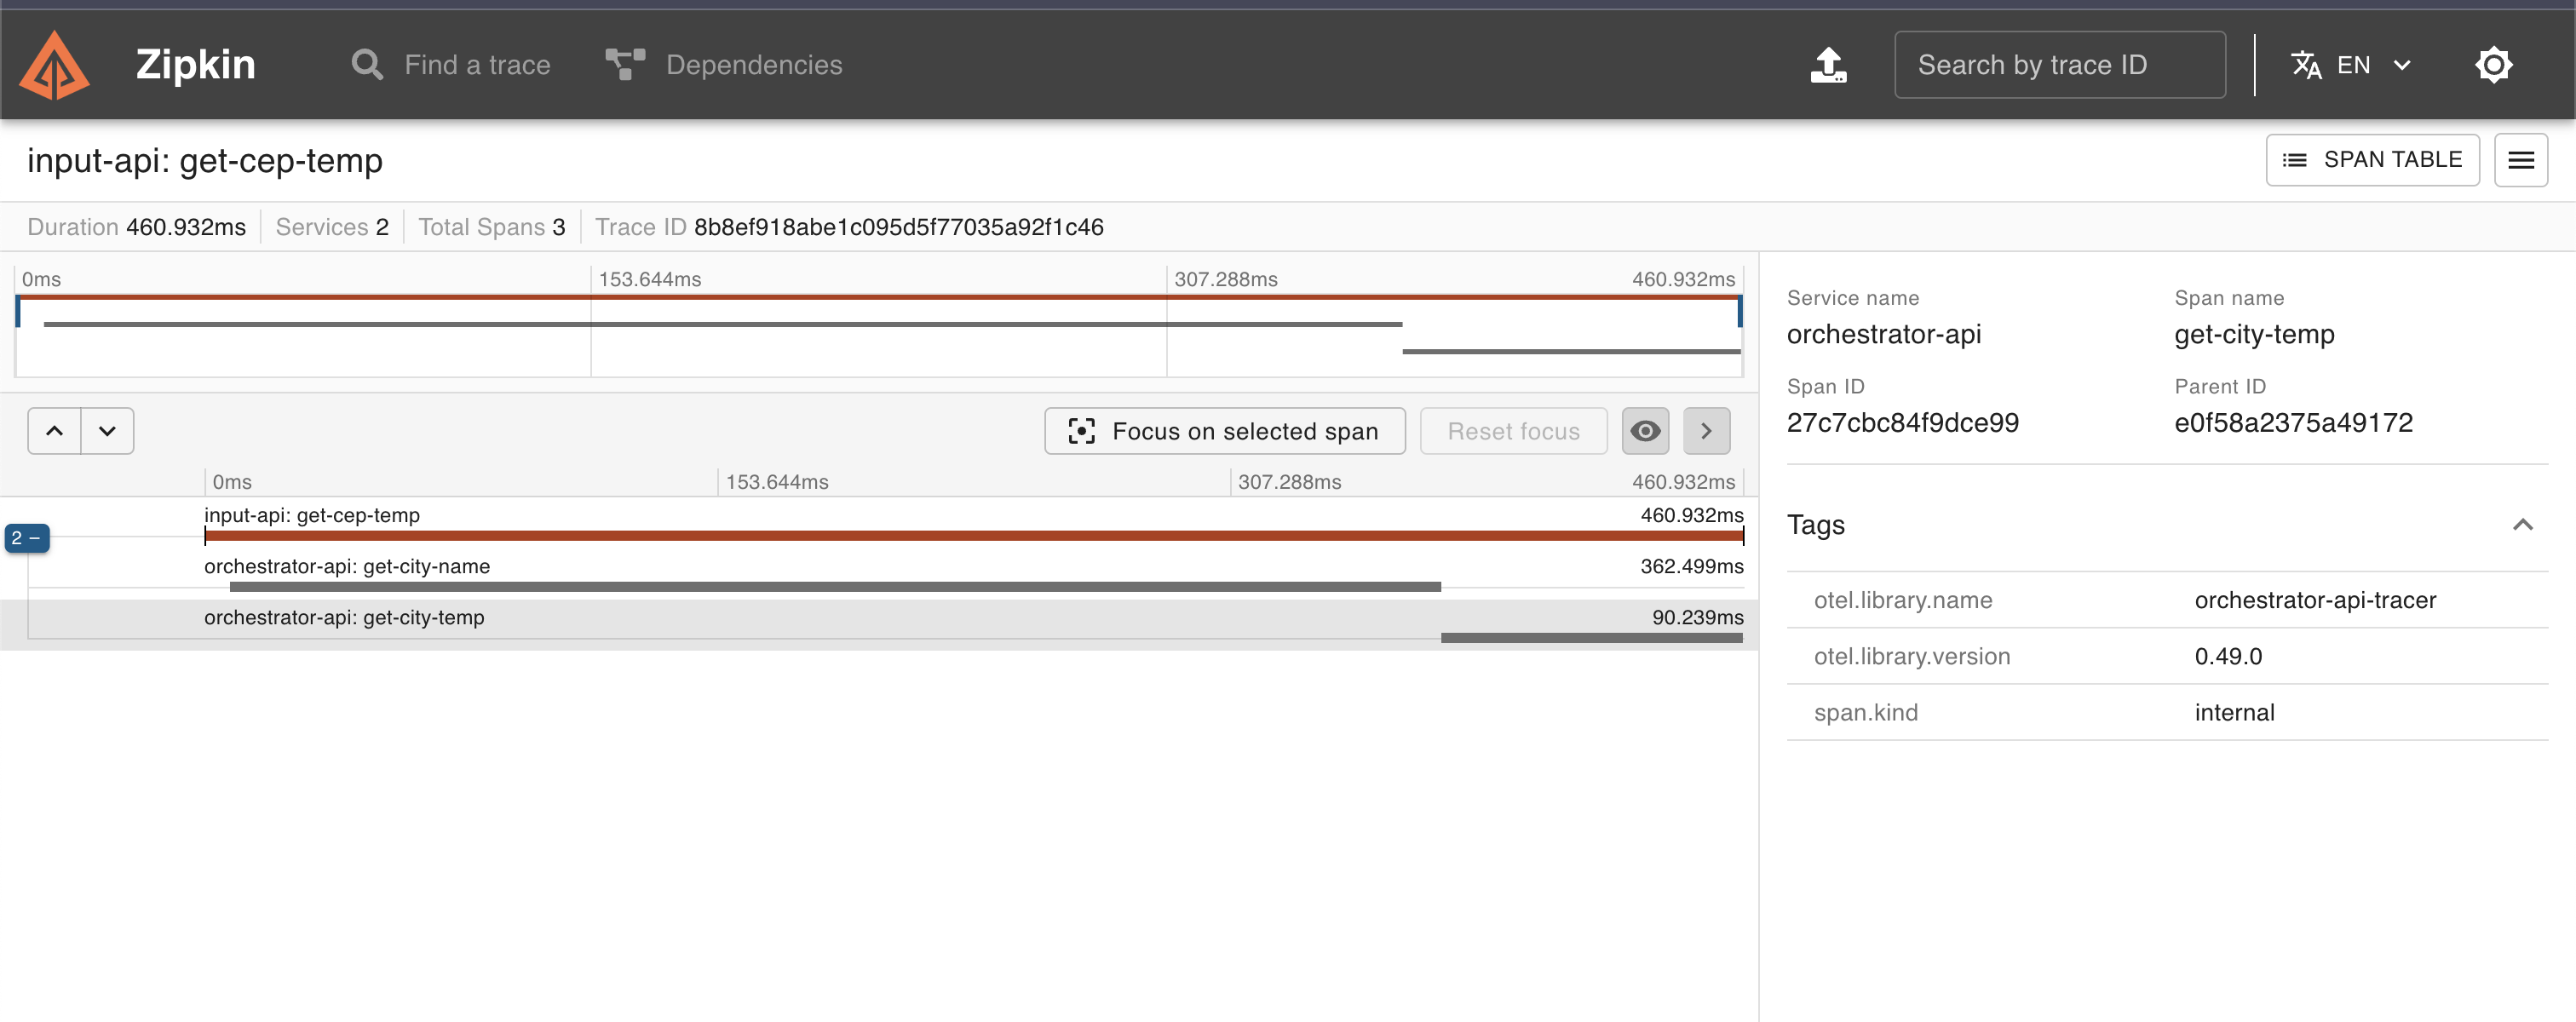 Zipkin Find a trace Dependencies Search by trace ID EN
input-api: get-cep-temp SPAN TABLE
Duration 460.932ms Services 2 Total Spans 3 Trace ID 8b8ef918abe1c095d5f77035a92f1c46
0ms 153.644ms 307.288ms 460.932ms
Focus on selected span Reset focus
0ms 153.644ms 307.288ms 460.932ms
input-api: get-cep-temp 460.932ms
2 –
orchestrator-api: get-city-name 362.499ms
orchestrator-api: get-city-temp 90.239ms
Service name Span name
orchestrator-api get-city-temp
Span ID Parent ID
27c7cbc84f9dce99 e0f58a2375a49172
Tags
otel.library.name orchestrator-api-tracer
otel.library.version 0.49.0
span.kind internal